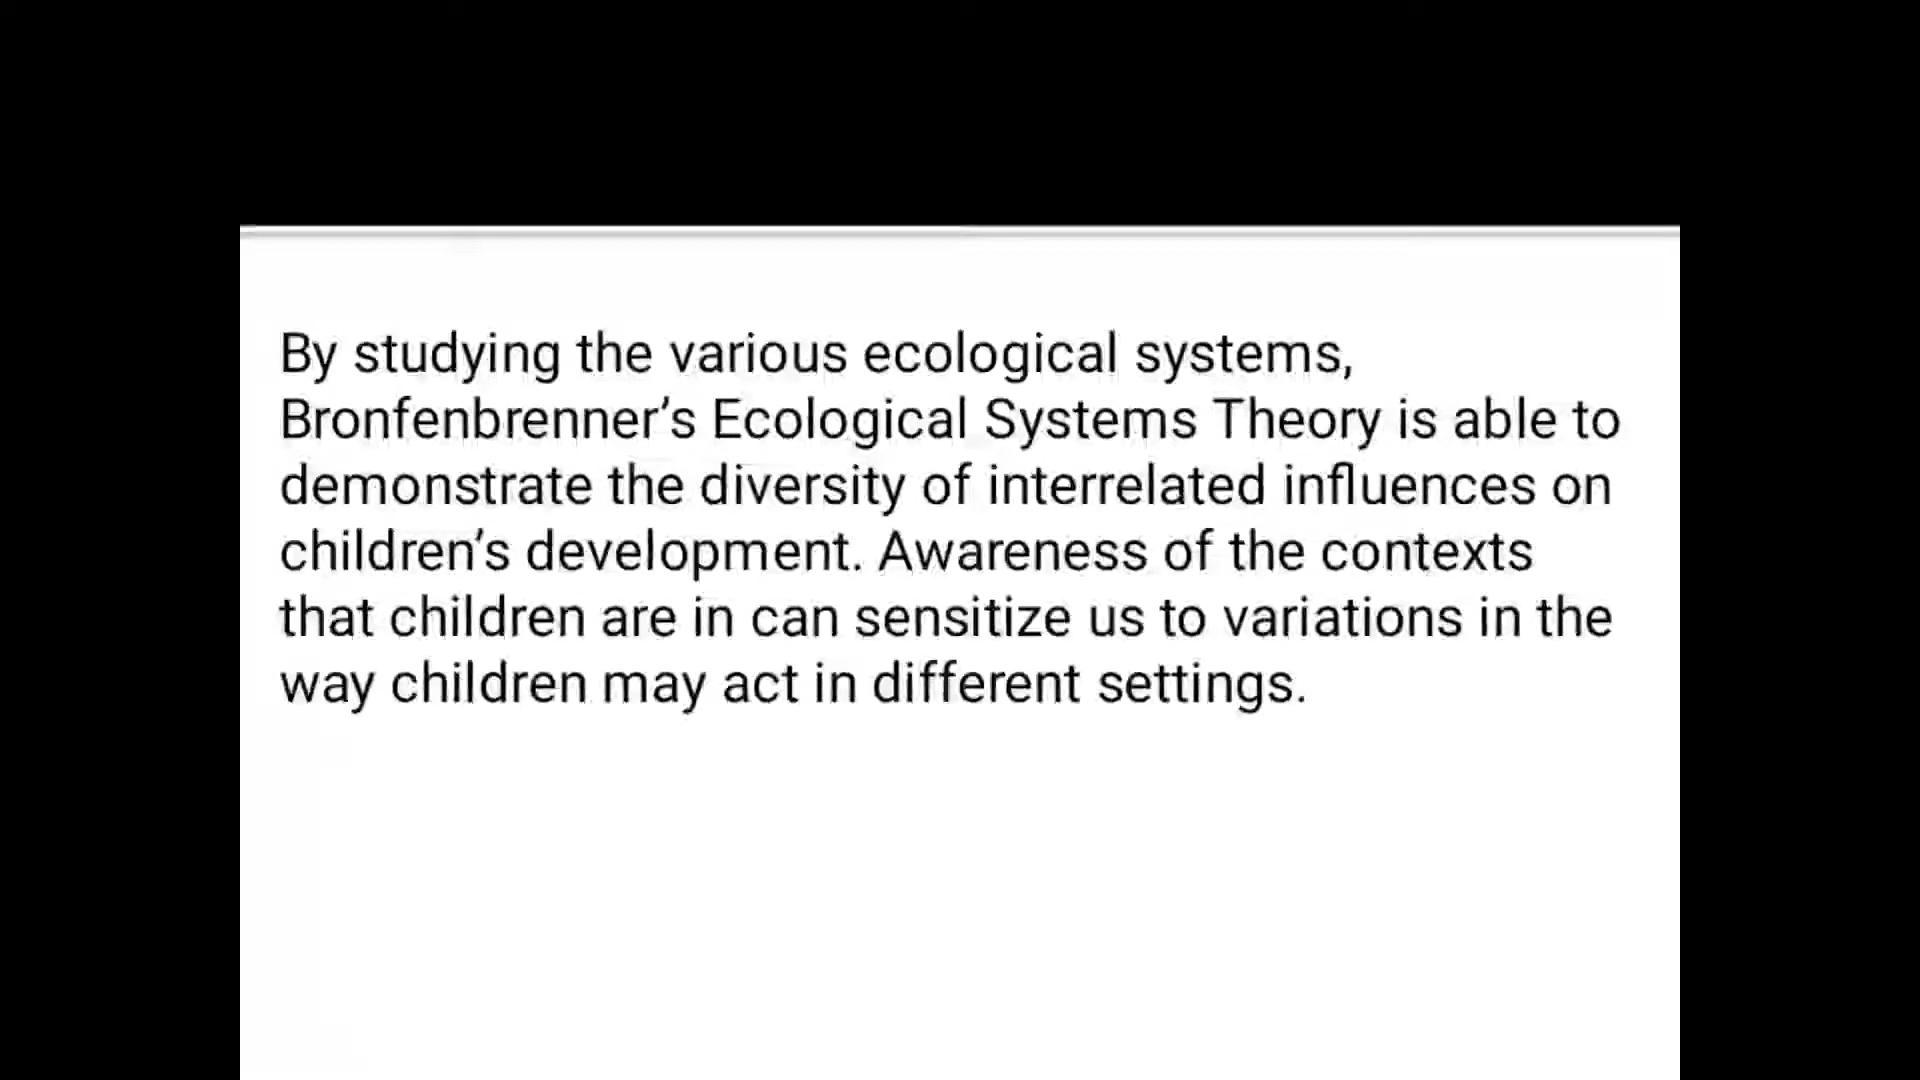 By studying the various ecological systems,
Bronfenbrenner’s Ecological Systems Theory is able to
demonstrate the diversity of interrelated influences on
children’s development. Awareness of the contexts
that children are in can sensitize us to variations in the
way children may act in different settings.